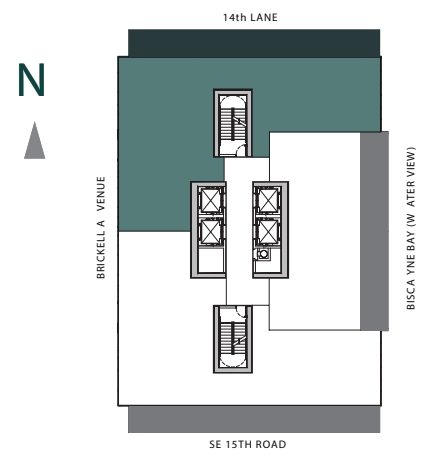 14th LANE
N
BRICKELL A VENUE
BISCA YNE BAY (W ATER VIEW)
SE 15TH ROAD